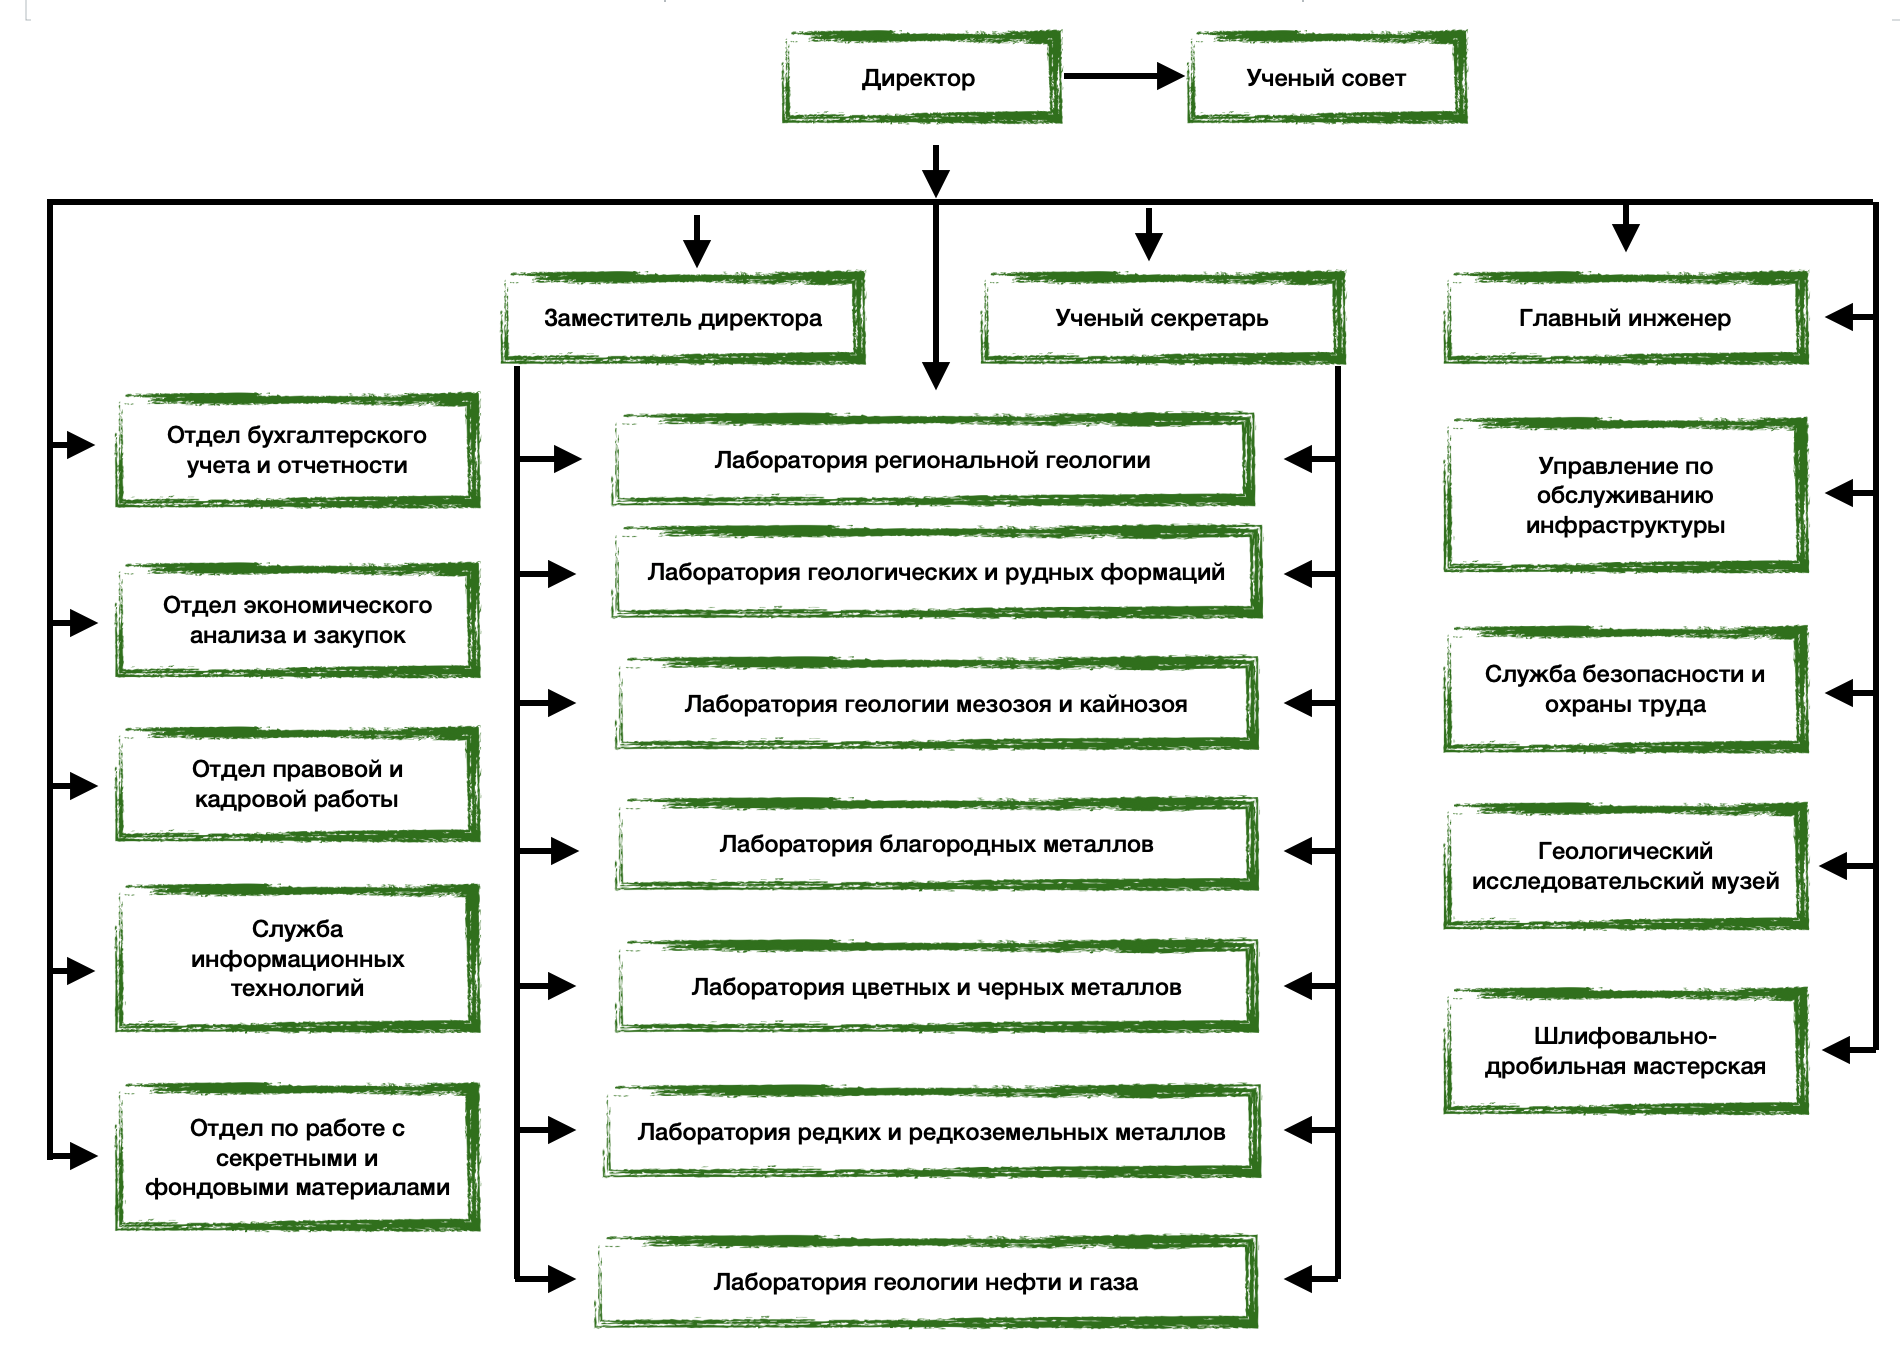 Директор
Ученый совет
Заместитель директора
Ученый секретарь
Главный инженер
Отдел бухгалтерского
учета и отчетности
Отдел экономического
анализа и закупок
Отдел правовой и
кадровой работы
Служба
информационных
технологий
Отдел по работе с
секретными и
фондовыми материалами
Лаборатория региональной геологии
Лаборатория геологических и рудных формаций
Лаборатория геологии мезозоя и кайнозоя
Лаборатория благородных металлов
Лаборатория цветных и черных металлов
Лаборатория редких и редкоземельных металлов
Лаборатория геологии нефти и газа
Управление по
обслуживанию
инфраструктуры
Служба безопасности и
охраны труда
Геологический
исследовательский музей
Шлифовально-
дробильная мастерская